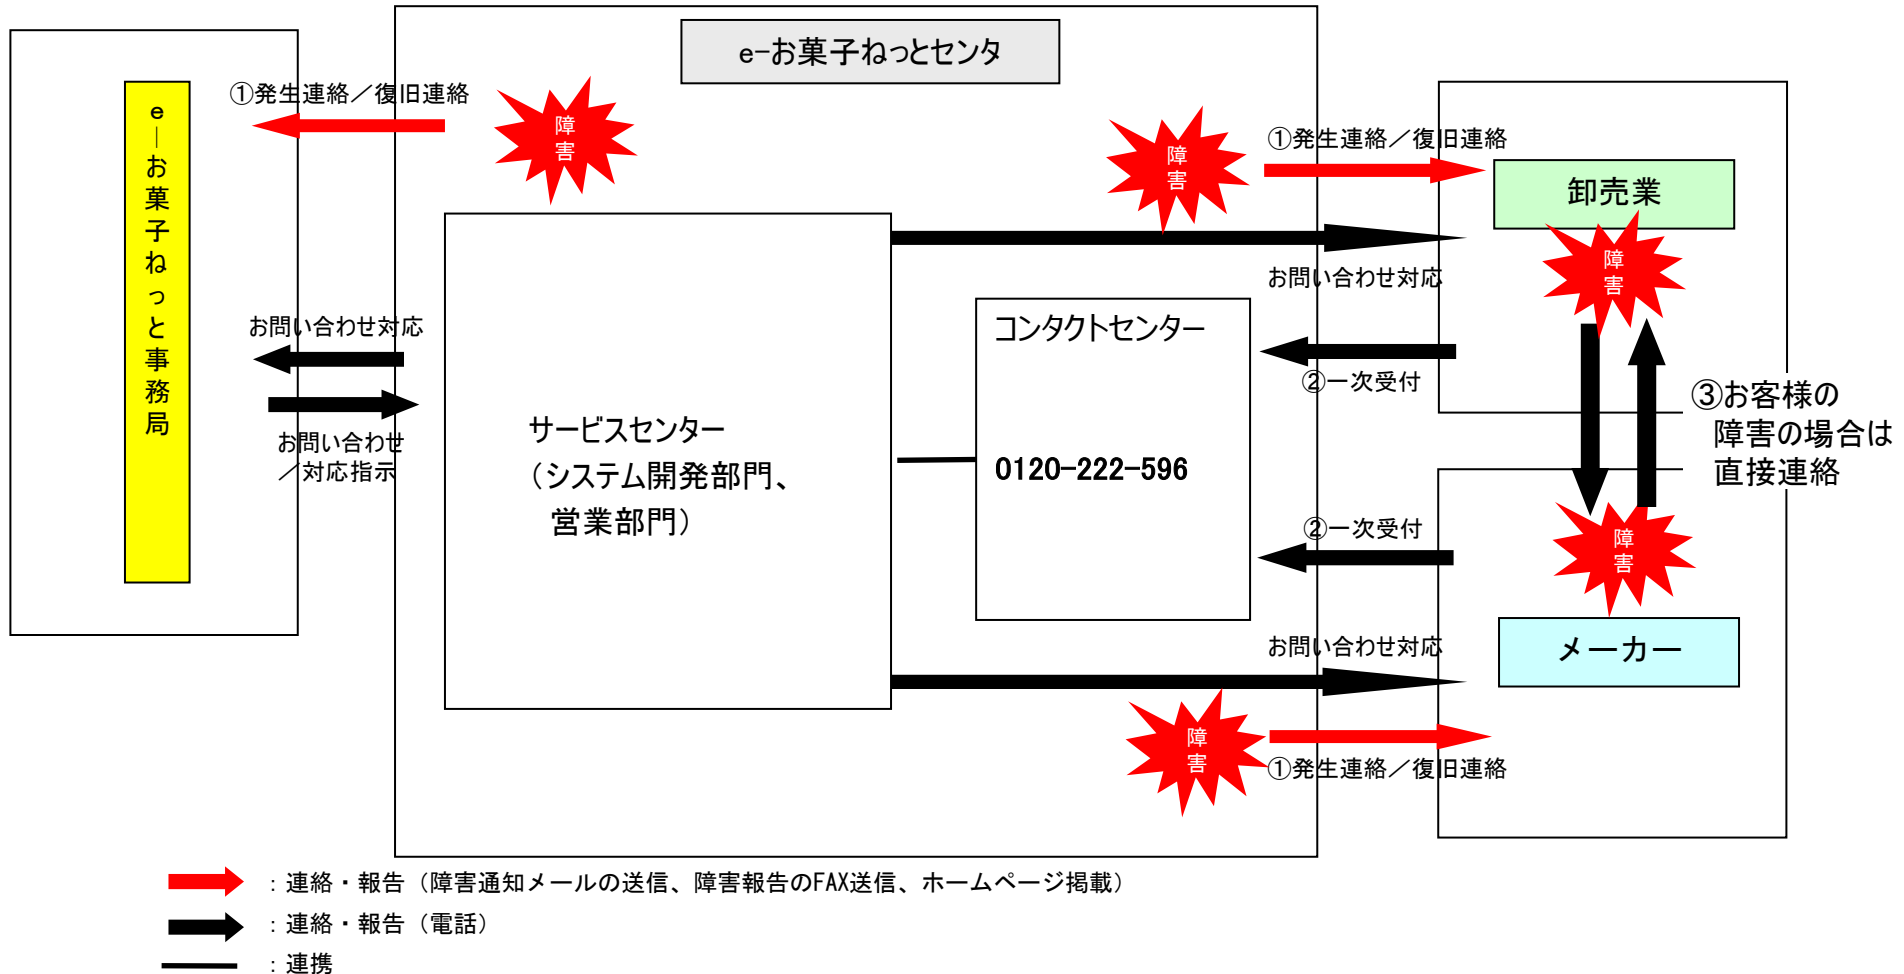 e-お菓子ねっとセンタ
e-お菓子ねっと事務局
①発生連絡／復旧連絡
障害
障害
①発生連絡／復旧連絡
卸売業
障害
お問い合わせ対応
お問い合わせ対応
お問い合わせ
／対応指示
サービスセンター
（システム開発部門、
営業部門）
コンタクトセンター
0120-222-596
②一次受付
③お客様の
障害の場合は
直接連絡
②一次受付
障害
メーカー
お問い合わせ対応
障害
①発生連絡／復旧連絡
：連絡・報告（障害通知メールの送信、障害報告のFAX送信、ホームページ掲載）
：連絡・報告（電話）
：連携